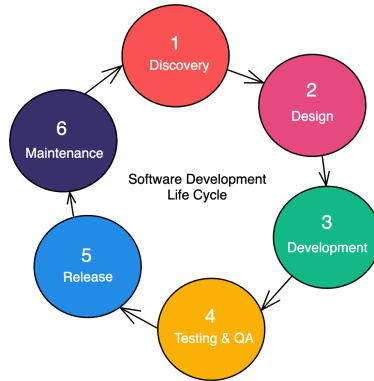 1
Discovery
2
Design
3
Development
4
Testing & QA
5
Release
6
Maintenance
Software Development
Life Cycle